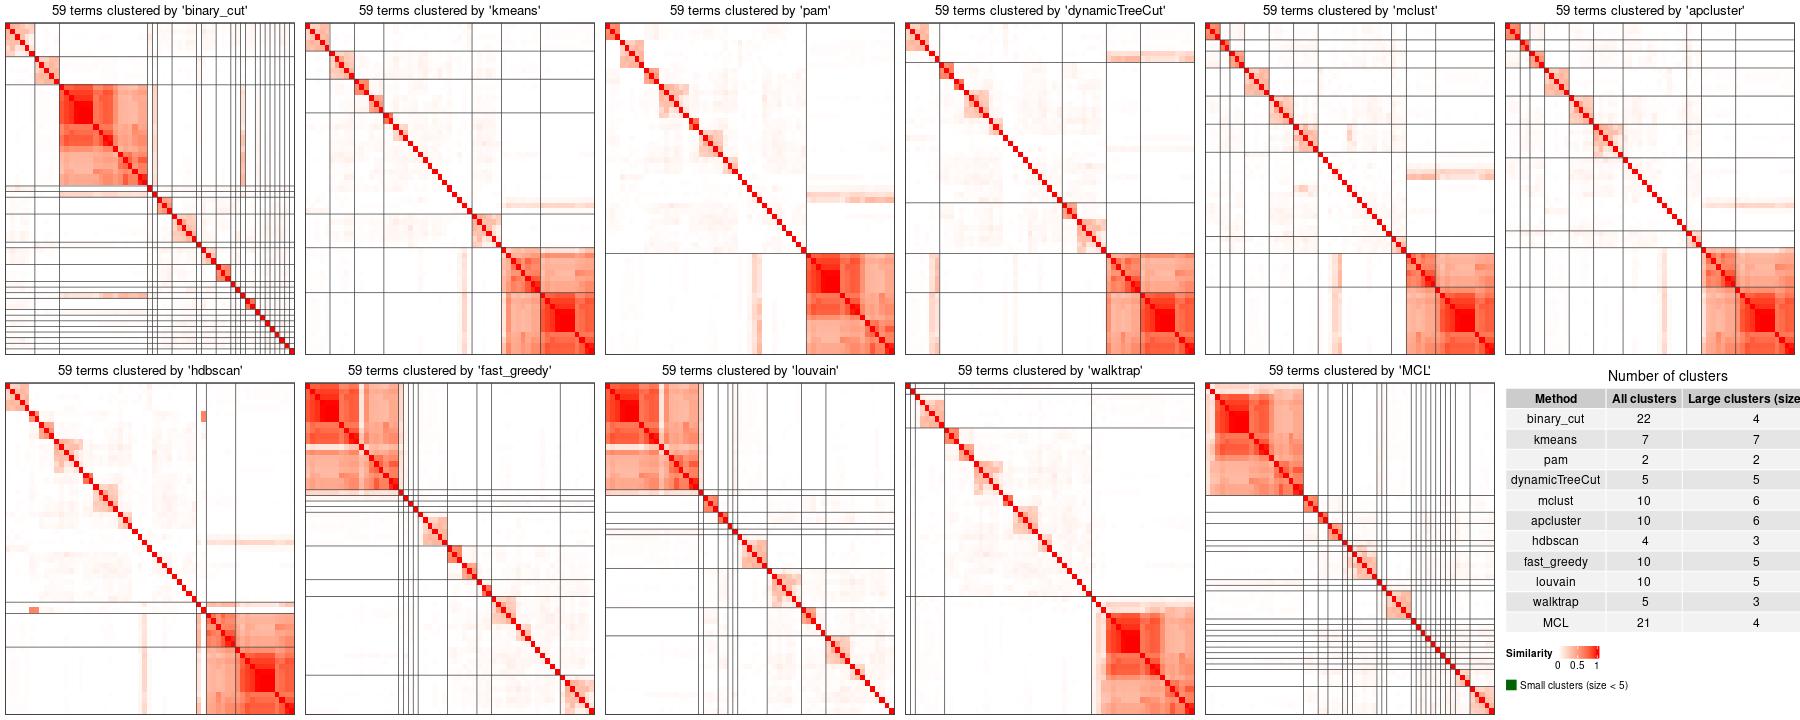 59 terms clustered by 'binary_cut'
59 terms clustered by 'kmeans'
59 terms clustered by 'pam'
59 terms clustered by 'dynamicTreeCut'
59 terms clustered by 'mclust'
59 terms clustered by 'apcluster'
59 terms clustered by 'hdbscan'
59 terms clustered by 'fast_greedy'
59 terms clustered by 'louvain'
59 terms clustered by 'walktrap'
59 terms clustered by 'MCL'
Number of clusters
Method All clusters Large clusters (size
binary_cut 22 4
kmeans 7 7
pam 2 2
dynamicTreeCut 5 5
mclust 10 6
apcluster 10 6
hdbscan 4 3
fast_greedy 10 5
louvain 10 5
walktrap 5 3
MCL 21 4
Similarity
0 0.5 1
Small clusters (size < 5)